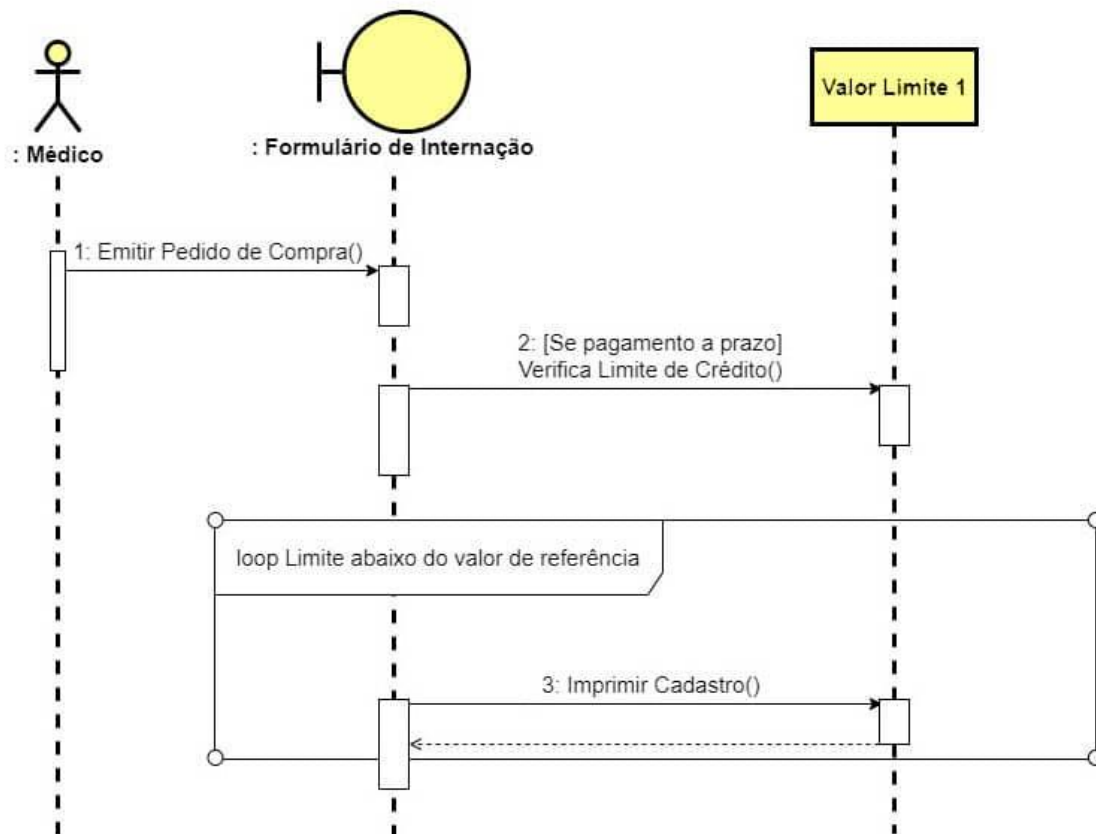 : Médico
: Formulário de Internação
Valor Limite 1
1: Emitir Pedido de Compra()
2: [Se pagamento a prazo]
Verifica Limite de Crédito()
loop Limite abaixo do valor de referência
3: Imprimir Cadastro()